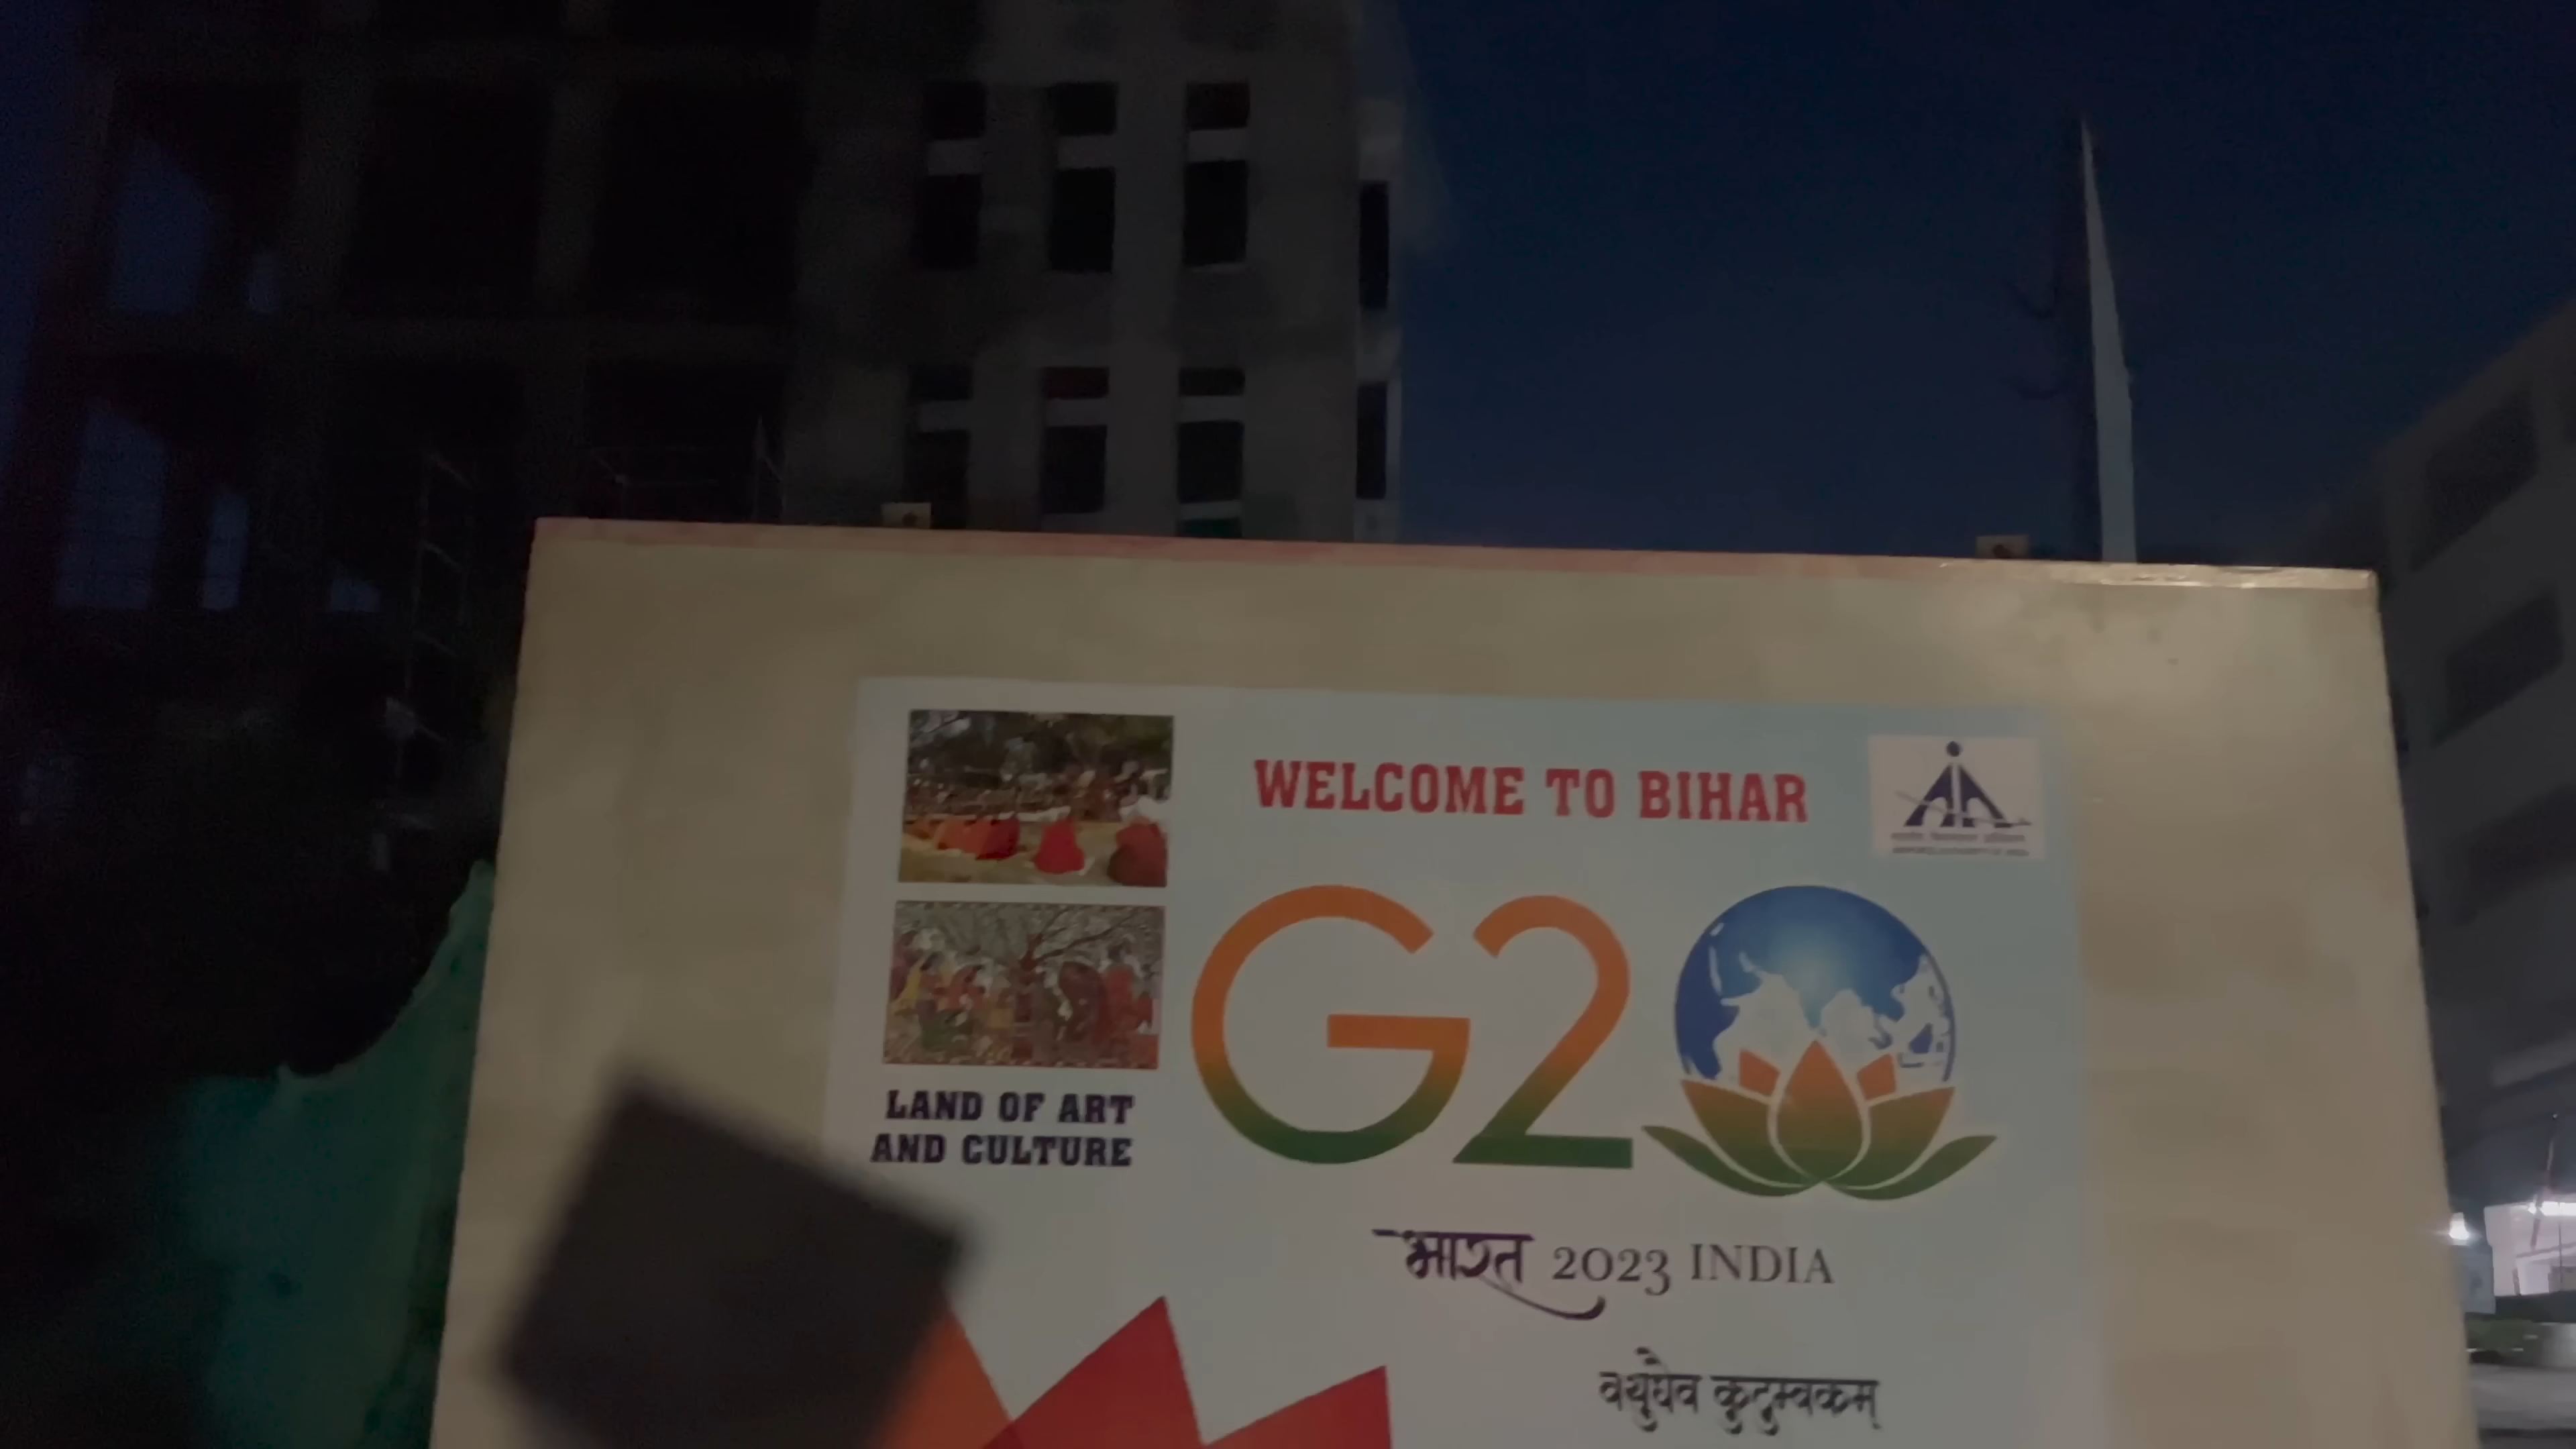 WELCOME TO BIHAR
G20
LAND OF ART
AND CULTURE
भारत 2023 INDIA
वसुधैव कुटुम्बकम्